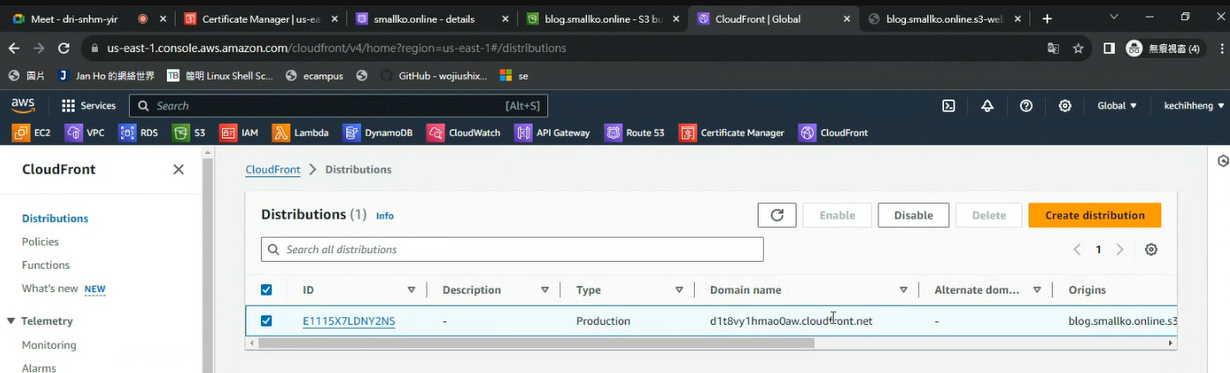 Meet - dri-snhm-yir
Certificate Manager | us-ea
smallko.online - details
blog.smallko.online - S3 bu
CloudFront | Global
blog.smallko.online.s3-web
us-east-1.console.aws.amazon.com/cloudfront/v4/home?region=us-east-1#/distributions
無痕視窗 (4)
圖片
Jan Ho 的網絡世界
簡明 Linux Shell Sc...
ecampus
GitHub - wojiushix...
se
aws
Services
Search
[Alt+S]
Global
kechihheng
EC2
VPC
RDS
S3
IAM
Lambda
DynamoDB
CloudWatch
API Gateway
Route 53
Certificate Manager
CloudFront
CloudFront
Distributions
Policies
Functions
What's new NEW
Telemetry
Monitoring
Alarms
CloudFront > Distributions
Distributions (1) Info
Enable
Disable
Delete
Create distribution
Search all distributions
1
ID
Description
Type
Domain name
Alternate dom...
Origins
E1115X7LDNY2NS
-
Production
d1t8vy1hmao0aw.cloudfront.net
-
blog.smallko.online.s3